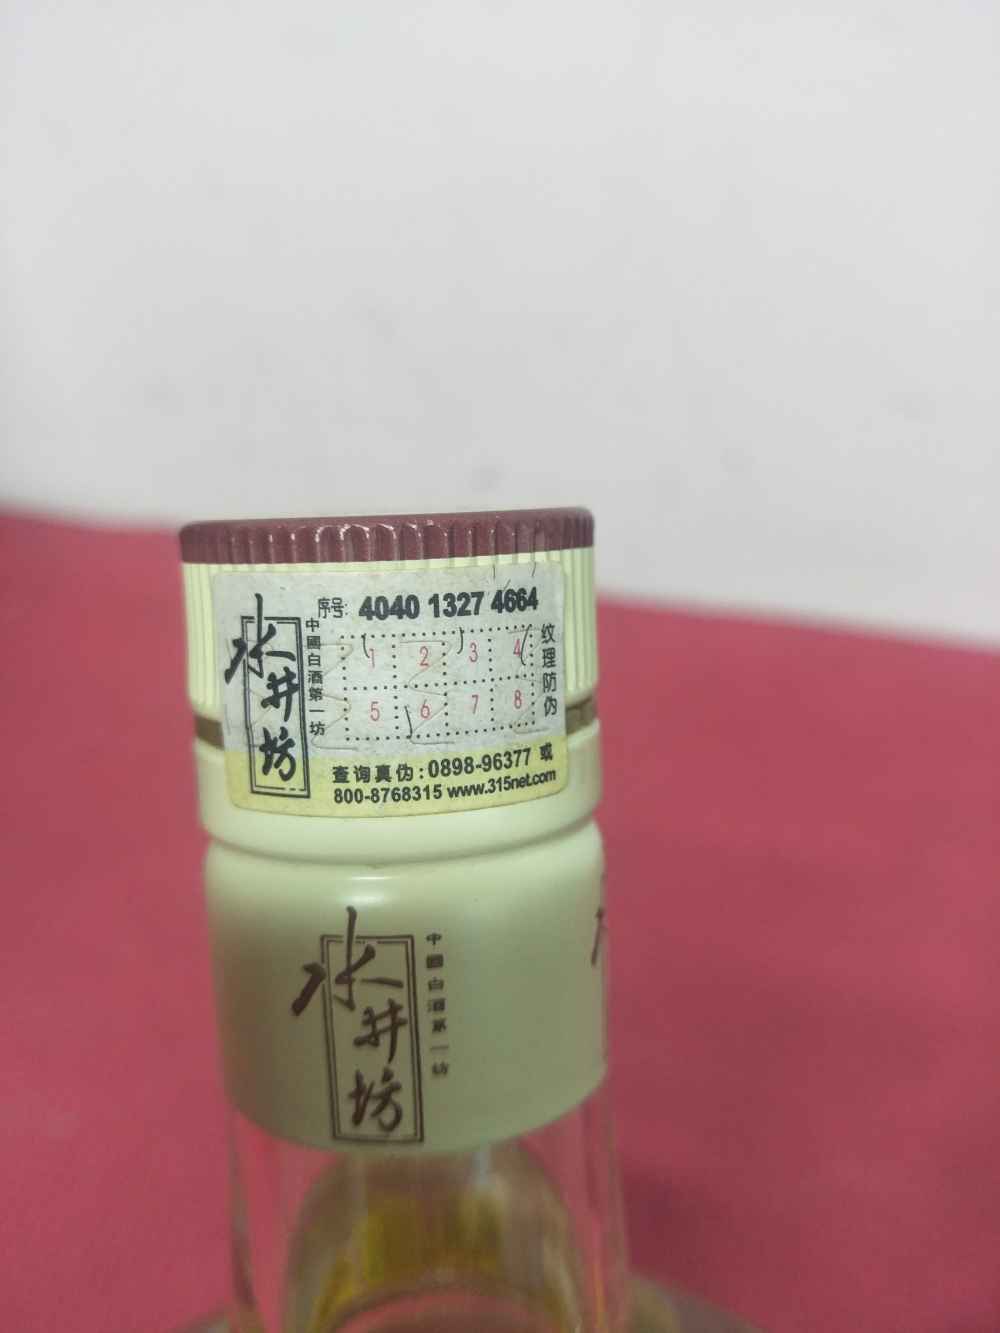 水井坊
中國白酒第一坊
序号: 4040 1327 4664
1 2 3 4
5 6 7 8
纹理防伪
查询真伪:0898-96377 或
800-8768315 www.315net.com
水井坊
中國白酒第一坊